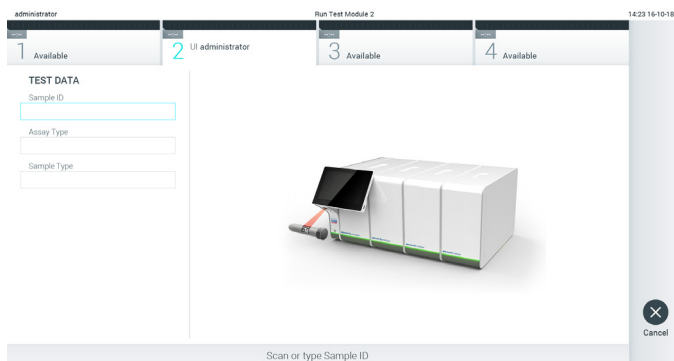 administrator
Run Test Module 2
14:23 16-10-18
1 Available
2 UI administrator
3 Available
4 Available
TEST DATA
Sample ID
Assay Type
Sample Type
Cancel
Scan or type Sample ID